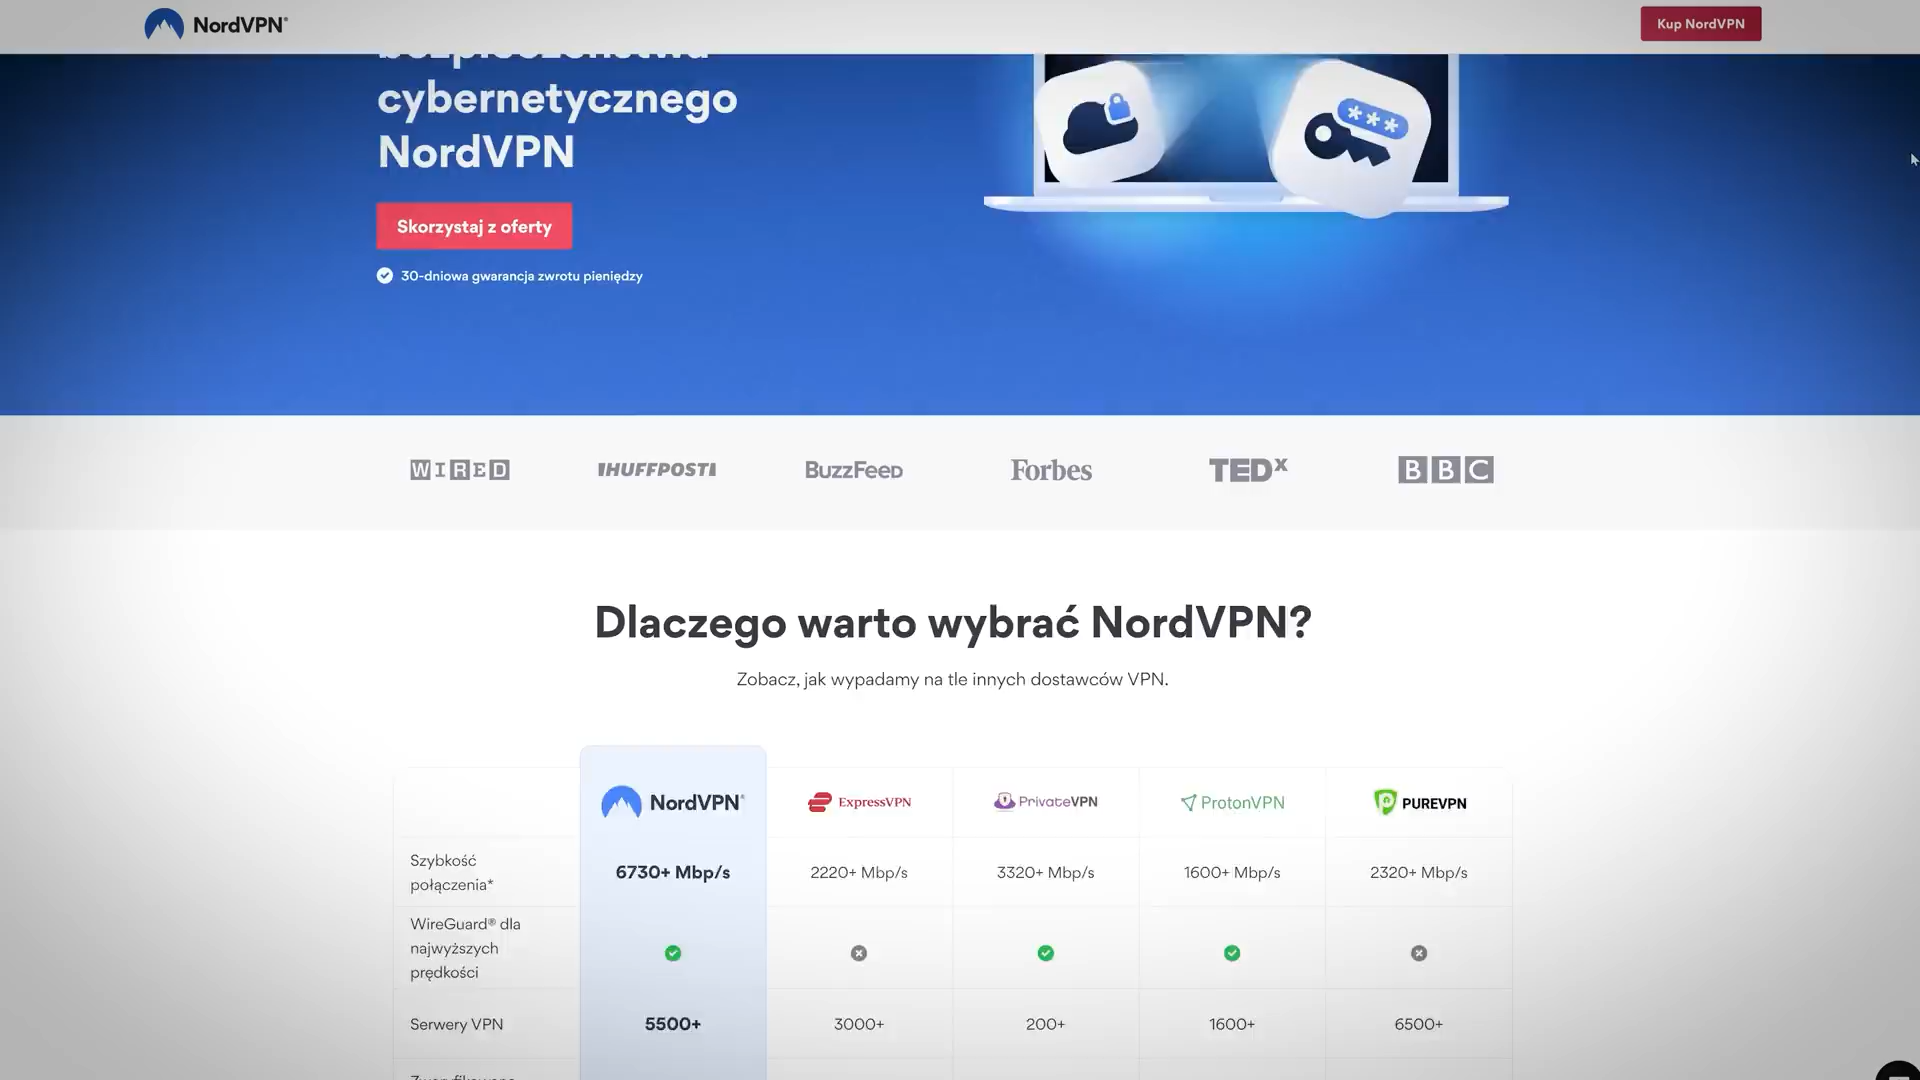 NordVPN®
Kup NordVPN
bezpieczeństwa
cybernetycznego
NordVPN
***
Skorzystaj z oferty
30-dniowa gwarancja zwrotu pieniędzy
WIRED
IHUFFPOSTI
BuzzFeed
Forbes
TEDx
BBC
Dlaczego warto wybrać NordVPN?
Zobacz, jak wypadamy na tle innych dostawców VPN.
NordVPN® ExpressVPN PrivateVPN ProtonVPN PUREVPN
Szybkość
połączenia*
6730+ Mbp/s 2220+ Mbp/s 3320+ Mbp/s 1600+ Mbp/s 2320+ Mbp/s
WireGuard® dla
najwyższych
prędkości
Serwery VPN 5500+ 3000+ 200+ 1600+ 6500+